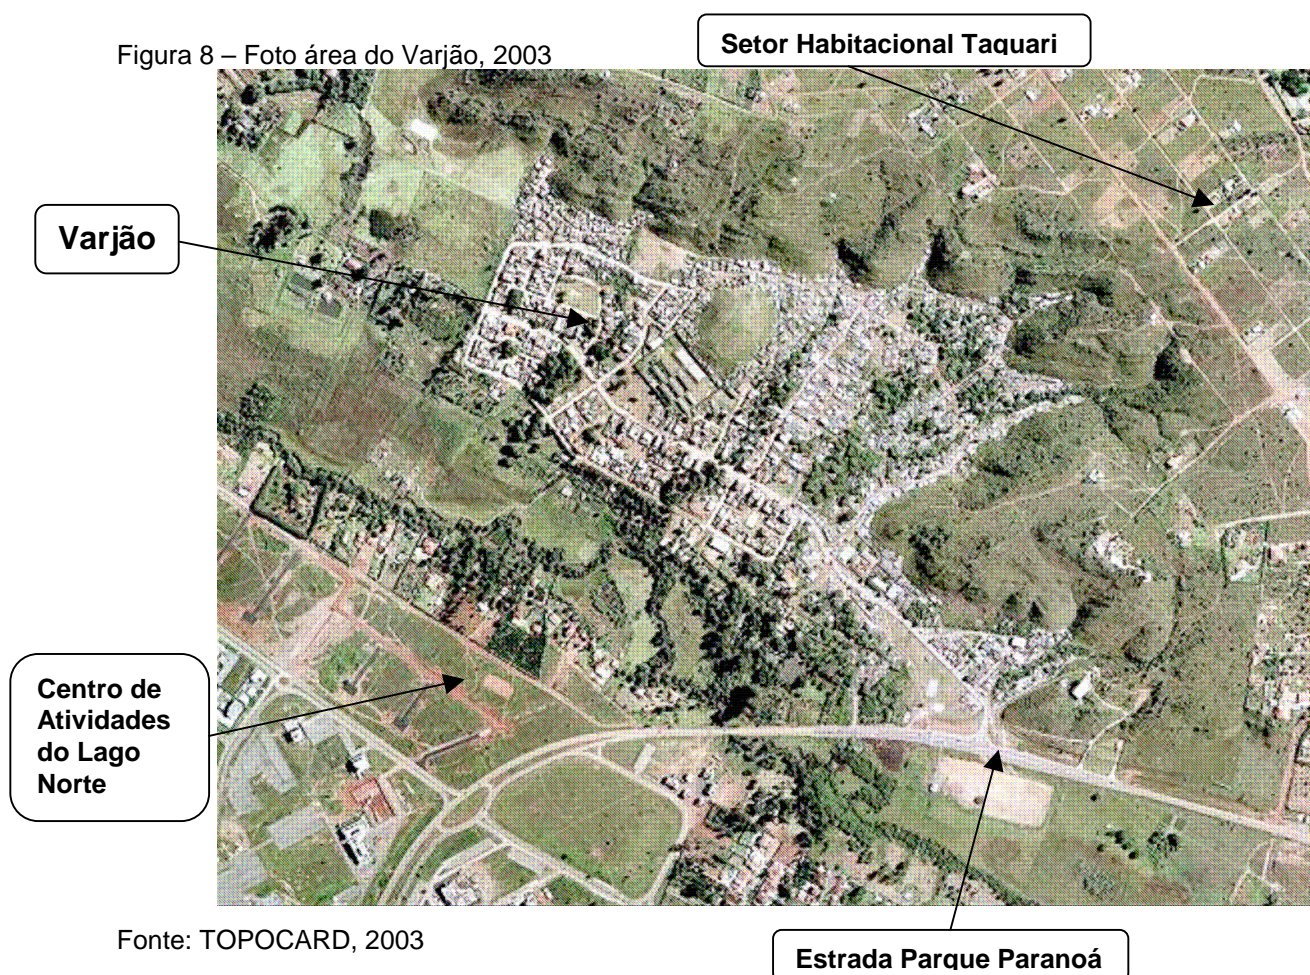 Setor Habitacional Taquari
Figura 8 – Foto área do Varjão, 2003
Varjão
Centro de
Atividades
do Lago
Norte
Fonte: TOPOCARD, 2003
Estrada Parque Paranoá